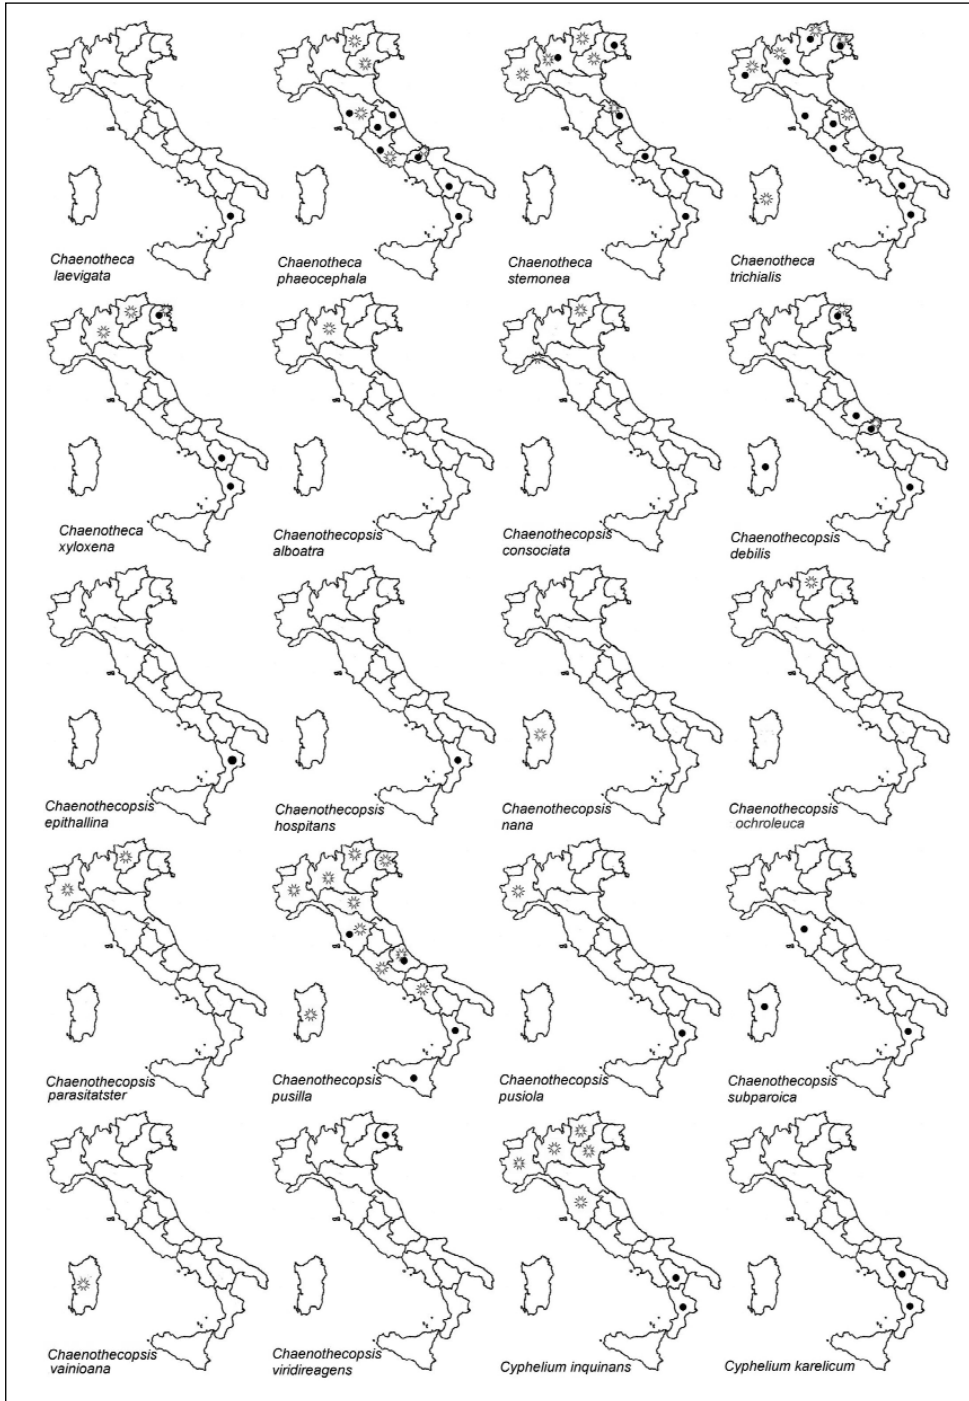 Chaenotheca
laevigata
Chaenotheca
phaeocephala
Chaenotheca
stemonea
Chaenotheca
trichialis
Chaenotheca
xyloxena
Chaenothecopsis
alboatra
Chaenothecopsis
consociata
Chaenothecopsis
debilis
Chaenothecopsis
epithallina
Chaenothecopsis
hospitans
Chaenothecopsis
nana
Chaenothecopsis
ochroleuca
Chaenothecopsis
parasitatster
Chaenothecopsis
pusilla
Chaenothecopsis
pusiola
Chaenothecopsis
subparoica
Chaenothecopsis
vainioana
Chaenothecopsis
viridireagens
Cyphelium inquinans
Cyphelium karelicum